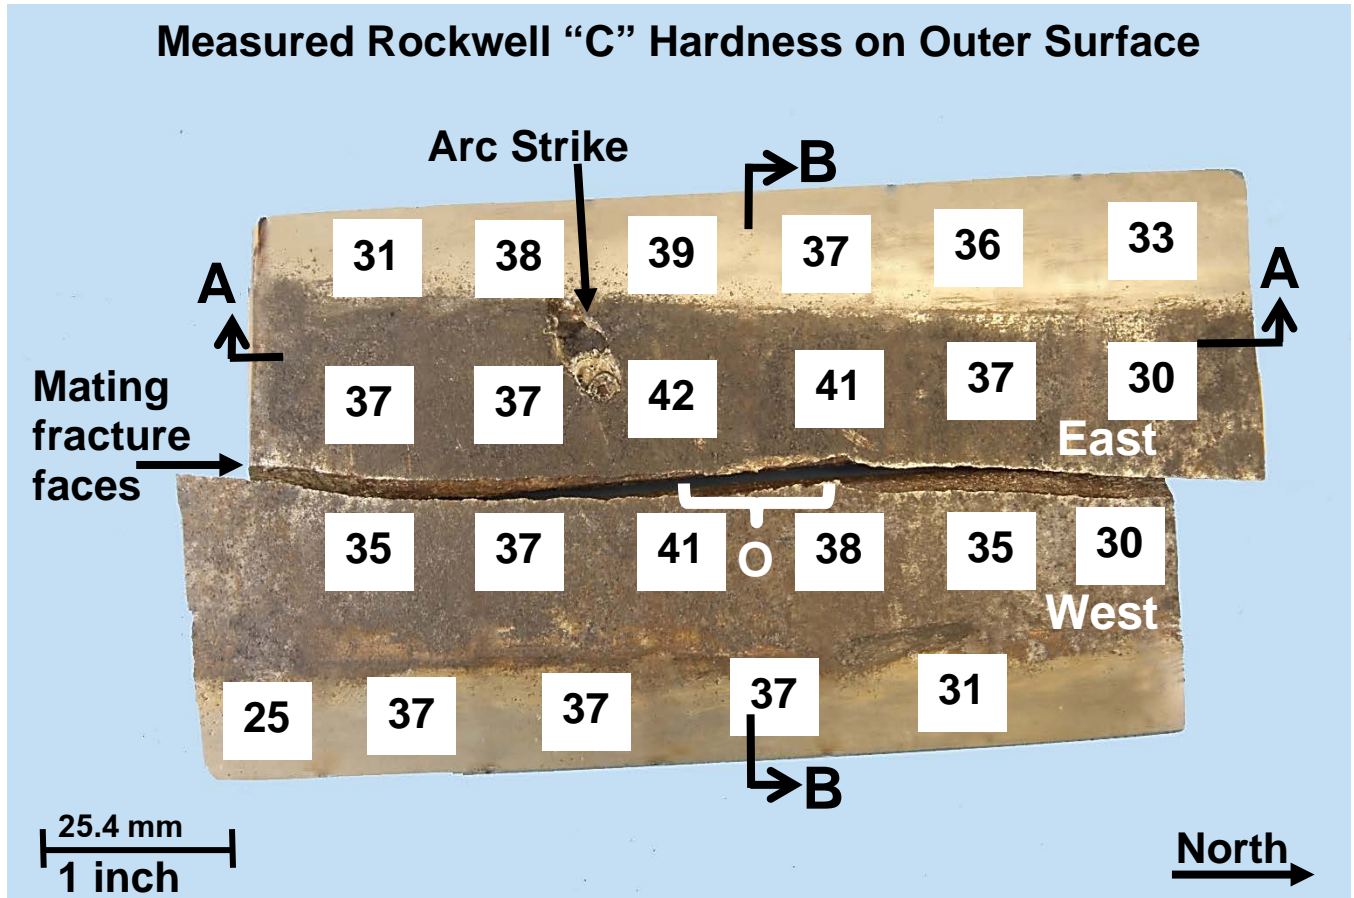 Measured Rockwell “C” Hardness on Outer Surface
Arc Strike
B
31 38 39 37 36 33
A A
Mating
fracture
faces
37 37 42 41 37 30
East
35 37 41 O 38 35 30
West
25 37 37 37 31
B
25.4 mm
1 inch
North